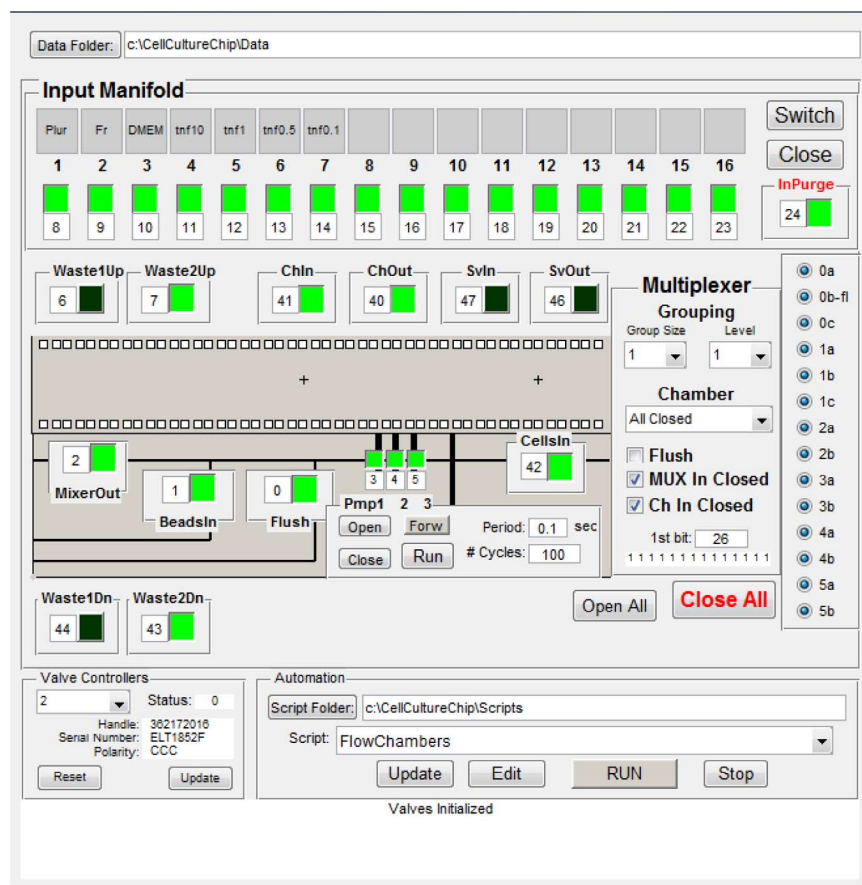 Data Folder: c:\CellCultureChip\Data
Input Manifold
Plur Fr DMEM tnf10 tnf1 tnf0.5 tnf0.1 Switch
1 2 3 4 5 6 7 8 9 10 11 12 13 14 15 16 Close
InPurge
8 9 10 11 12 13 14 15 16 17 18 19 20 21 22 23 24
Waste1Up Waste2Up ChIn ChOut SvIn SvOut
6 7 41 40 47 46
Multiplexer
Grouping
Group Size Level
1 1
Chamber
All Closed
Flush
MUX In Closed
Ch In Closed
1st bit: 26
1 1 1 1 1 1 1 1 1 1 1 1 1 1
0a
0b-fl
0c
1a
1b
1c
2a
2b
3a
3b
4a
4b
5a
5b
+ +
CellsIn
42
2
MixerOut
1
BeadsIn
0
Flush
3 4 5
Pmp1 2 3
Open Forw Period: 0.1 sec
Close Run # Cycles: 100
Waste1Dn Waste2Dn
44 43
Open All Close All
Valve Controllers
2 Status: 0
Handle: 362172016
Serial Number: ELT1852F
Polarity: CCC
Reset Update
Automation
Script Folder: c:\CellCultureChip\Scripts
Script: FlowChambers
Update Edit RUN Stop
Valves Initialized